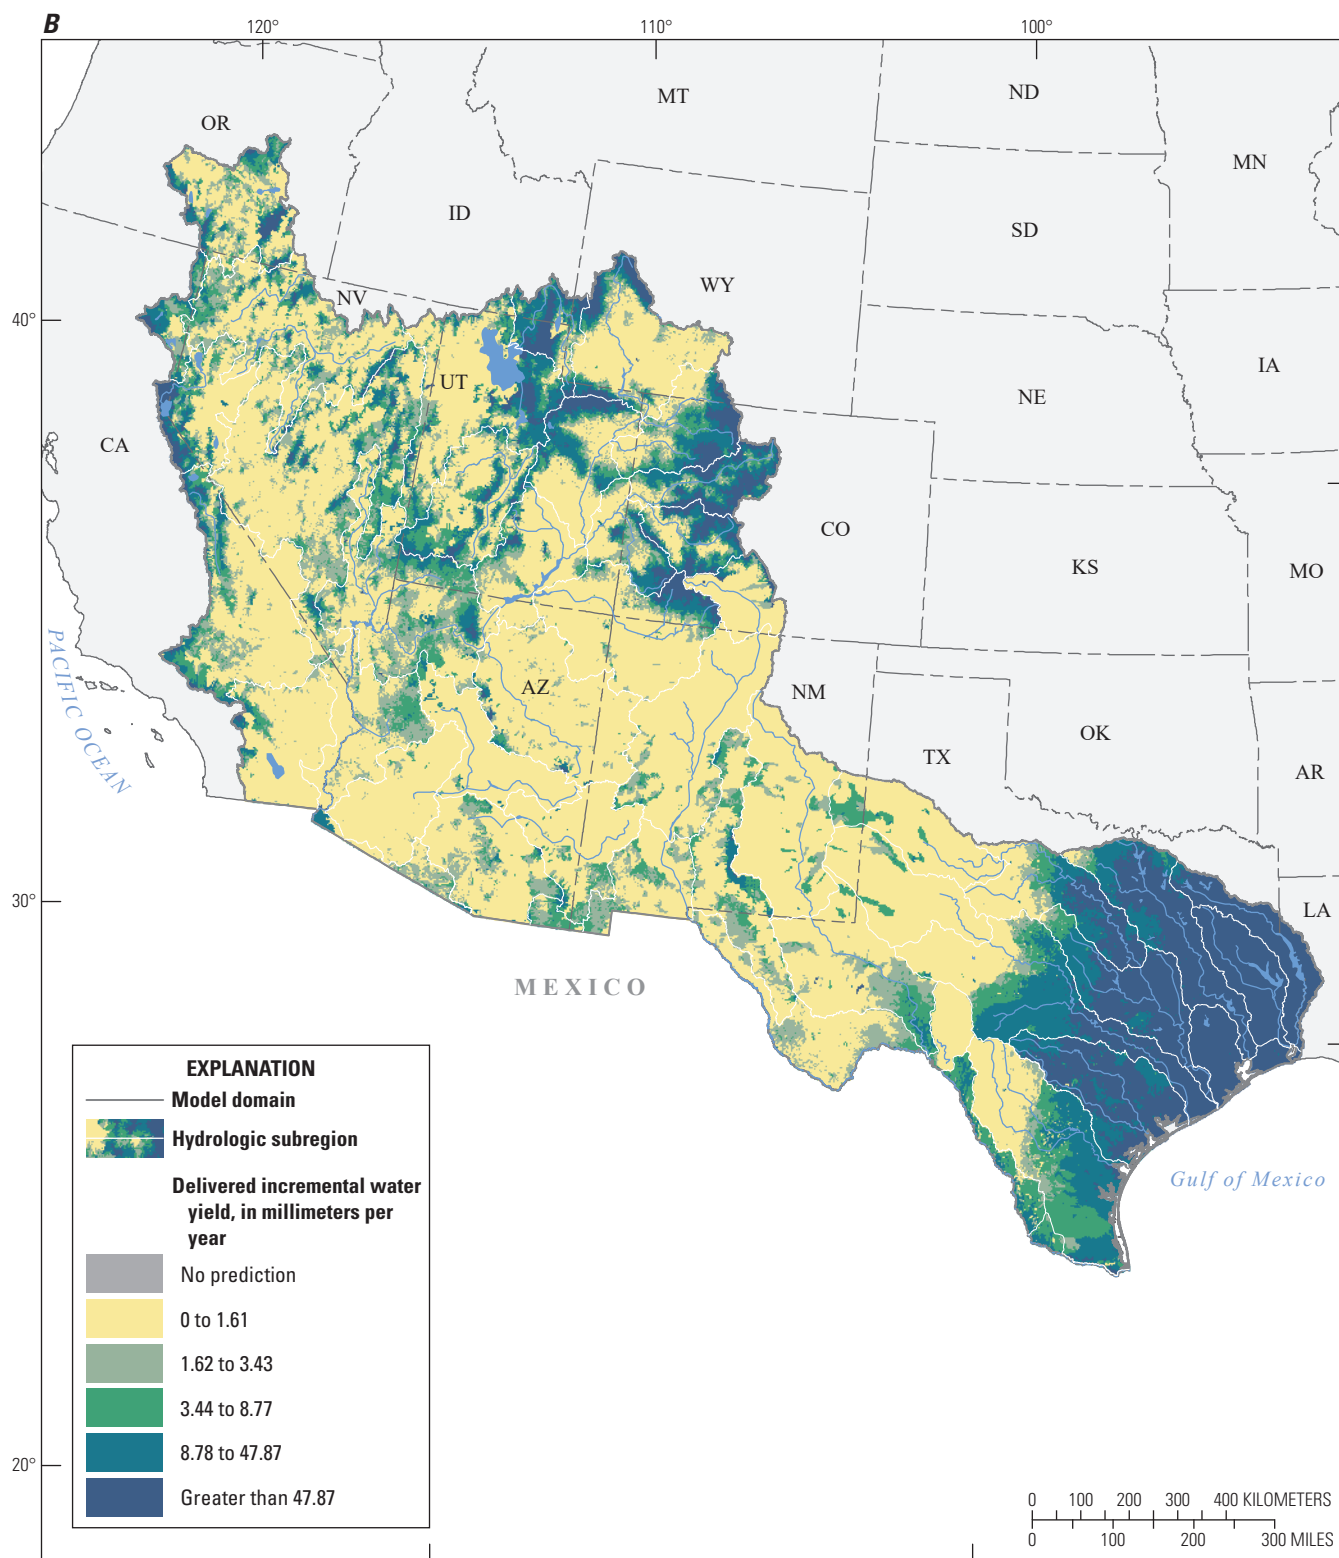 B
120°
110°
100°
OR
MT
ND
MN
ID
SD
WY
NV
40°
IA
UT
NE
CA
CO
KS
MO
PACIFIC OCEAN
AZ
NM
OK
TX
AR
30°
LA
MEXICO
EXPLANATION
Model domain
Hydrologic subregion
Delivered incremental water
yield, in millimeters per
year
Gulf of Mexico
No prediction
0 to 1.61
1.62 to 3.43
3.44 to 8.77
8.78 to 47.87
Greater than 47.87
20°
0 100 200 300 400 KILOMETERS
0 100 200 300 MILES